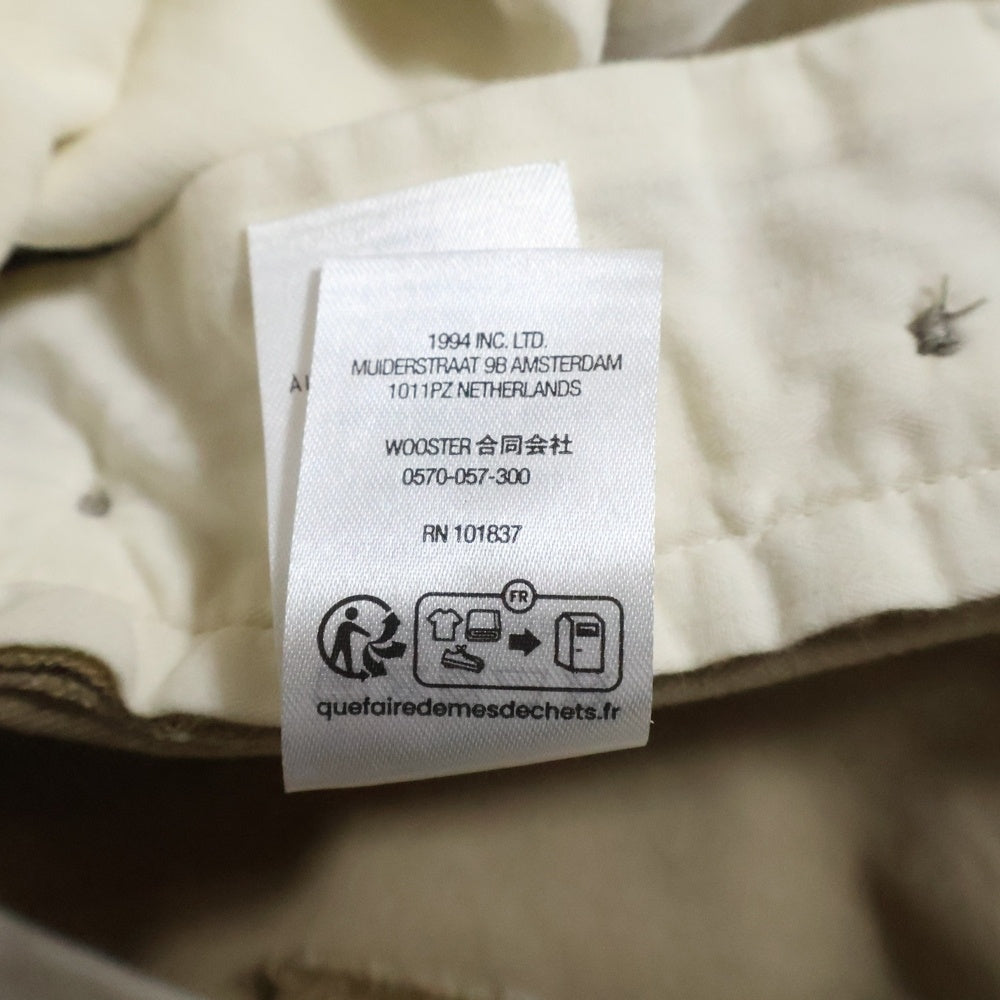 1994 INC. LTD.
MUIDERSTRAAT 9B AMSTERDAM
1011PZ NETHERLANDS
WOOSTER 合同会社
0570-057-300
RN 101837
FR
quefairedemesdechets.fr